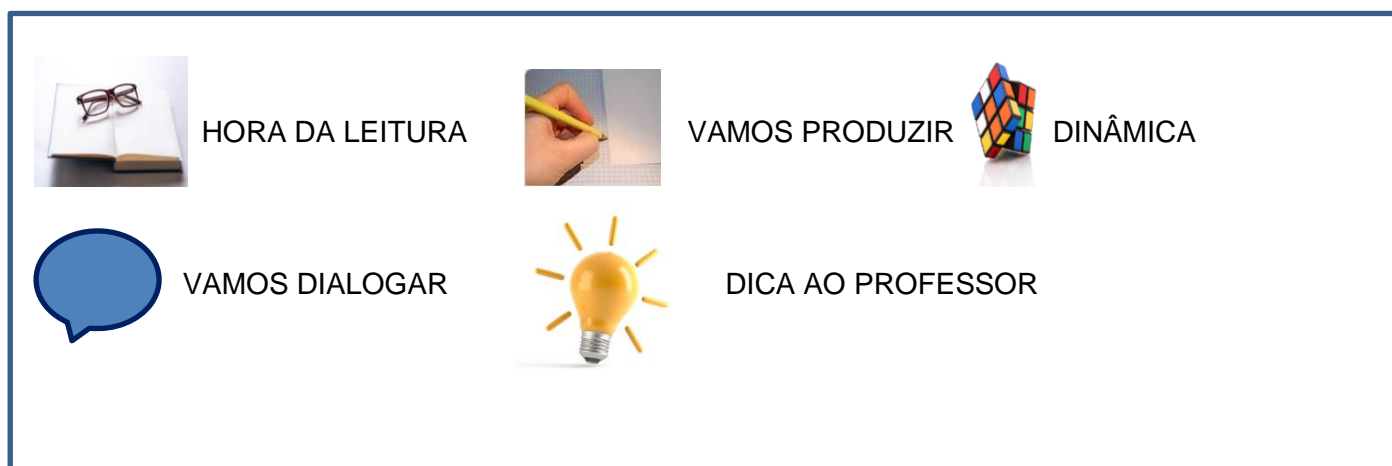 HORA DA LEITURA VAMOS PRODUZIR DINÂMICA
VAMOS DIALOGAR DICA AO PROFESSOR